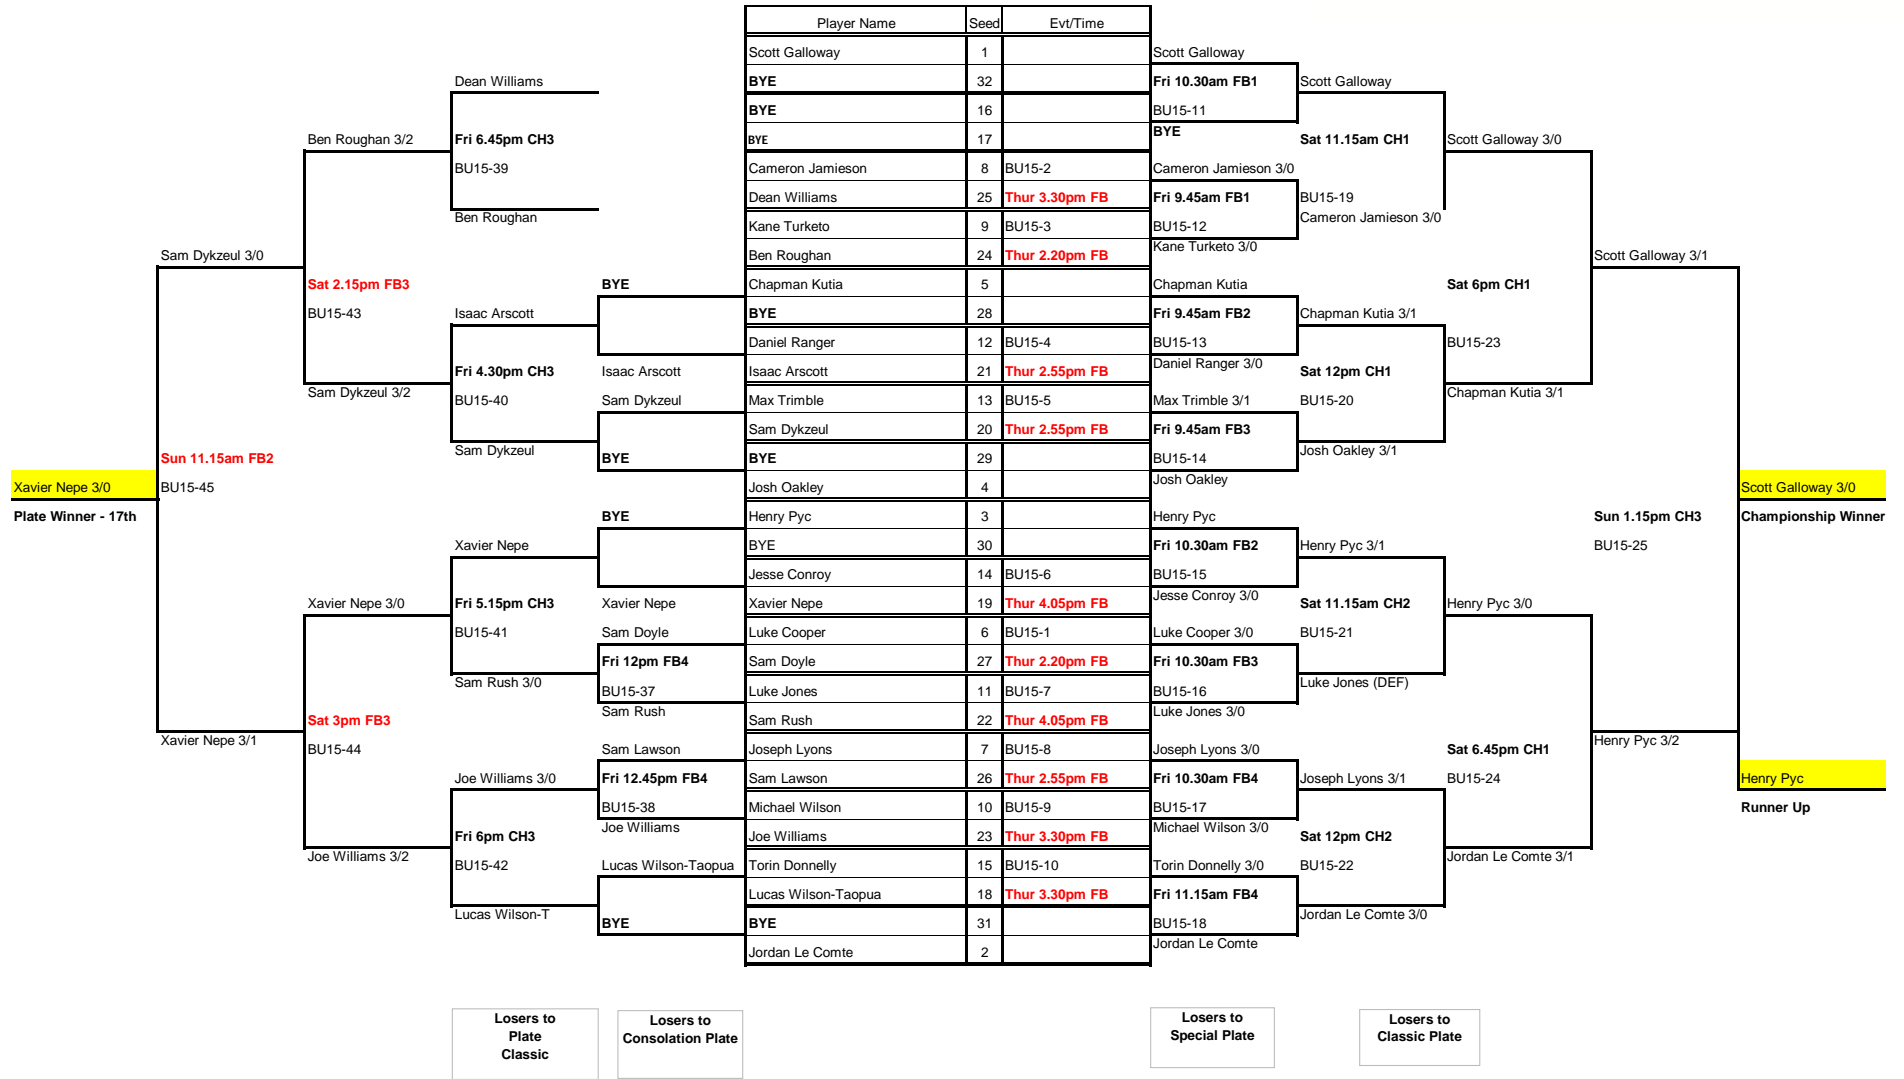 Player Name Seed Evt/Time
Scott Galloway 1 Scott Galloway
Dean Williams BYE 32 Fri 10.30am FB1 Scott Galloway
BYE 16 BU15-11
Ben Roughan 3/2 Fri 6.45pm CH3 BYE 17 BYE Sat 11.15am CH1 Scott Galloway 3/0
BU15-39 Cameron Jamieson 8 BU15-2 Cameron Jamieson 3/0
Dean Williams 25 Thur 3.30pm FB Fri 9.45am FB1 BU15-19
Ben Roughan Kane Turketo 9 BU15-3 BU15-12 Cameron Jamieson 3/0
Sam Dykzeul 3/0 Ben Roughan 24 Thur 2.20pm FB Kane Turketo 3/0 Scott Galloway 3/1
Sat 2.15pm FB3 BYE Chapman Kutia 5 Chapman Kutia Sat 6pm CH1
BU15-43 Isaac Arscott BYE 28 Fri 9.45am FB2 Chapman Kutia 3/1
Daniel Ranger 12 BU15-4 BU15-13 BU15-23
Fri 4.30pm CH3 Isaac Arscott Isaac Arscott 21 Thur 2.55pm FB Daniel Ranger 3/0 Sat 12pm CH1
Sam Dykzeul 3/2 BU15-40 Sam Dykzeul Max Trimble 13 BU15-5 Max Trimble 3/1 BU15-20 Chapman Kutia 3/1
Sam Dykzeul 20 Thur 2.55pm FB Fri 9.45am FB3
Sun 11.15am FB2 Sam Dykzeul BYE BYE 29 BU15-14 Josh Oakley 3/1
Xavier Nepe 3/0 BU15-45 Josh Oakley 4 Josh Oakley Scott Galloway 3/0
Plate Winner - 17th BYE Henry Pyc 3 Henry Pyc Sun 1.15pm CH3 Championship Winner
Xavier Nepe BYE 30 Fri 10.30am FB2 Henry Pyc 3/1 BU15-25
Jesse Conroy 14 BU15-6 BU15-15
Xavier Nepe 3/0 Fri 5.15pm CH3 Xavier Nepe Xavier Nepe 19 Thur 4.05pm FB Jesse Conroy 3/0 Sat 11.15am CH2 Henry Pyc 3/0
BU15-41 Sam Doyle Luke Cooper 6 BU15-1 Luke Cooper 3/0 BU15-21
Fri 12pm FB4 Sam Doyle 27 Thur 2.20pm FB Fri 10.30am FB3
Sam Rush 3/0 BU15-37 Luke Jones 11 BU15-7 BU15-16 Luke Jones (DEF)
Sat 3pm FB3 Sam Rush Sam Rush 22 Thur 4.05pm FB Luke Jones 3/0
Xavier Nepe 3/1 BU15-44 Sam Lawson Joseph Lyons 7 BU15-8 Joseph Lyons 3/0 Sat 6.45pm CH1 Henry Pyc 3/2
Joe Williams 3/0 Fri 12.45pm FB4 Sam Lawson 26 Thur 2.55pm FB Fri 10.30am FB4 Joseph Lyons 3/1 BU15-24 Henry Pyc
BU15-38 Michael Wilson 10 BU15-9 BU15-17 Runner Up
Fri 6pm CH3 Joe Williams Joe Williams 23 Thur 3.30pm FB Michael Wilson 3/0 Sat 12pm CH2
Joe Williams 3/2 BU15-42 Lucas Wilson-Taopua Torin Donnelly 15 BU15-10 Torin Donnelly 3/0 BU15-22 Jordan Le Comte 3/1
Lucas Wilson-Taopua 18 Thur 3.30pm FB Fri 11.15am FB4
Lucas Wilson-T BYE BYE 31 BU15-18 Jordan Le Comte 3/0
Jordan Le Comte 2 Jordan Le Comte
Losers to
Plate
Classic
Losers to
Consolation Plate
Losers to
Special Plate
Losers to
Classic Plate